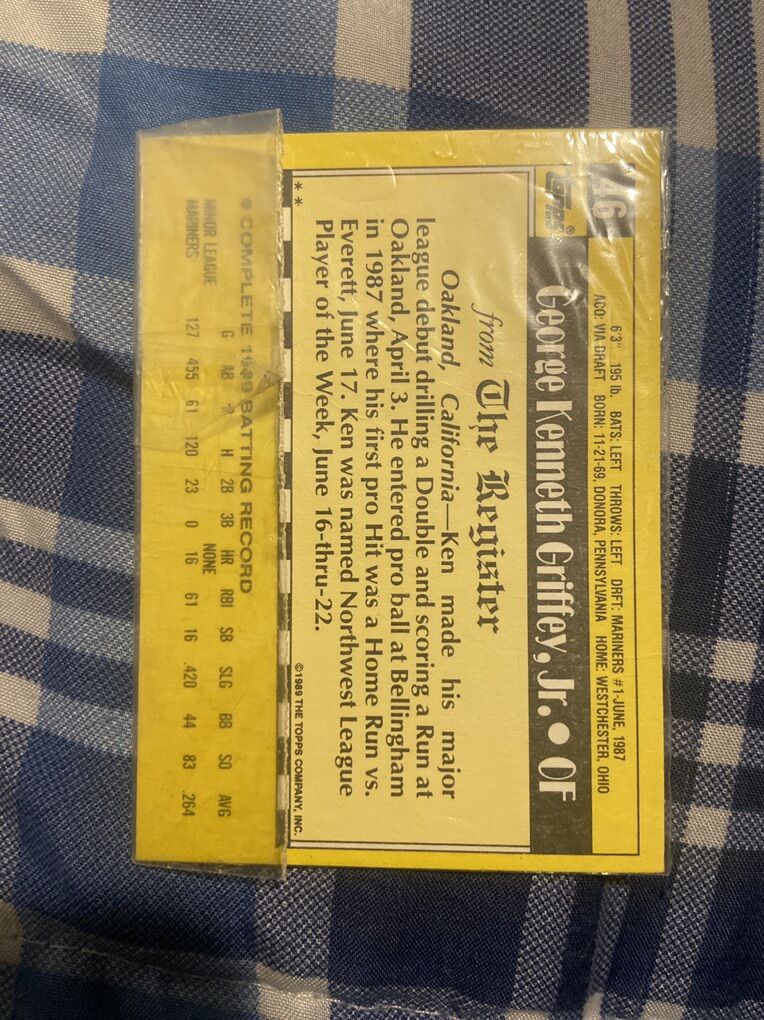 46
6'3" 195 lb. BATS: LEFT THROWS: LEFT DRFT: MARINERS #1-JUNE, 1987
ACQ: VIA DRAFT BORN: 11-21-69, DONORA, PENNSYLVANIA HOME: WESTCHESTER, OHIO
TOPPS®
George Kenneth Griffey, Jr. ● OF
from The Register
Oakland, California—Ken made his major
league debut drilling a Double and scoring a Run at
Oakland, April 3. He entered pro ball at Bellingham
in 1987 where his first pro Hit was a Home Run vs.
Everett, June 17. Ken was named Northwest League
Player of the Week, June 16-thru-22.
** ©1989 THE TOPPS COMPANY, INC.
● COMPLETE 1989 BATTING RECORD
G AB R H 2B 3B HR RBI SB SLG BB SO AVG
MINOR LEAGUE NONE
MARINERS 127 455 61 120 23 0 16 61 16 .420 44 83 .264